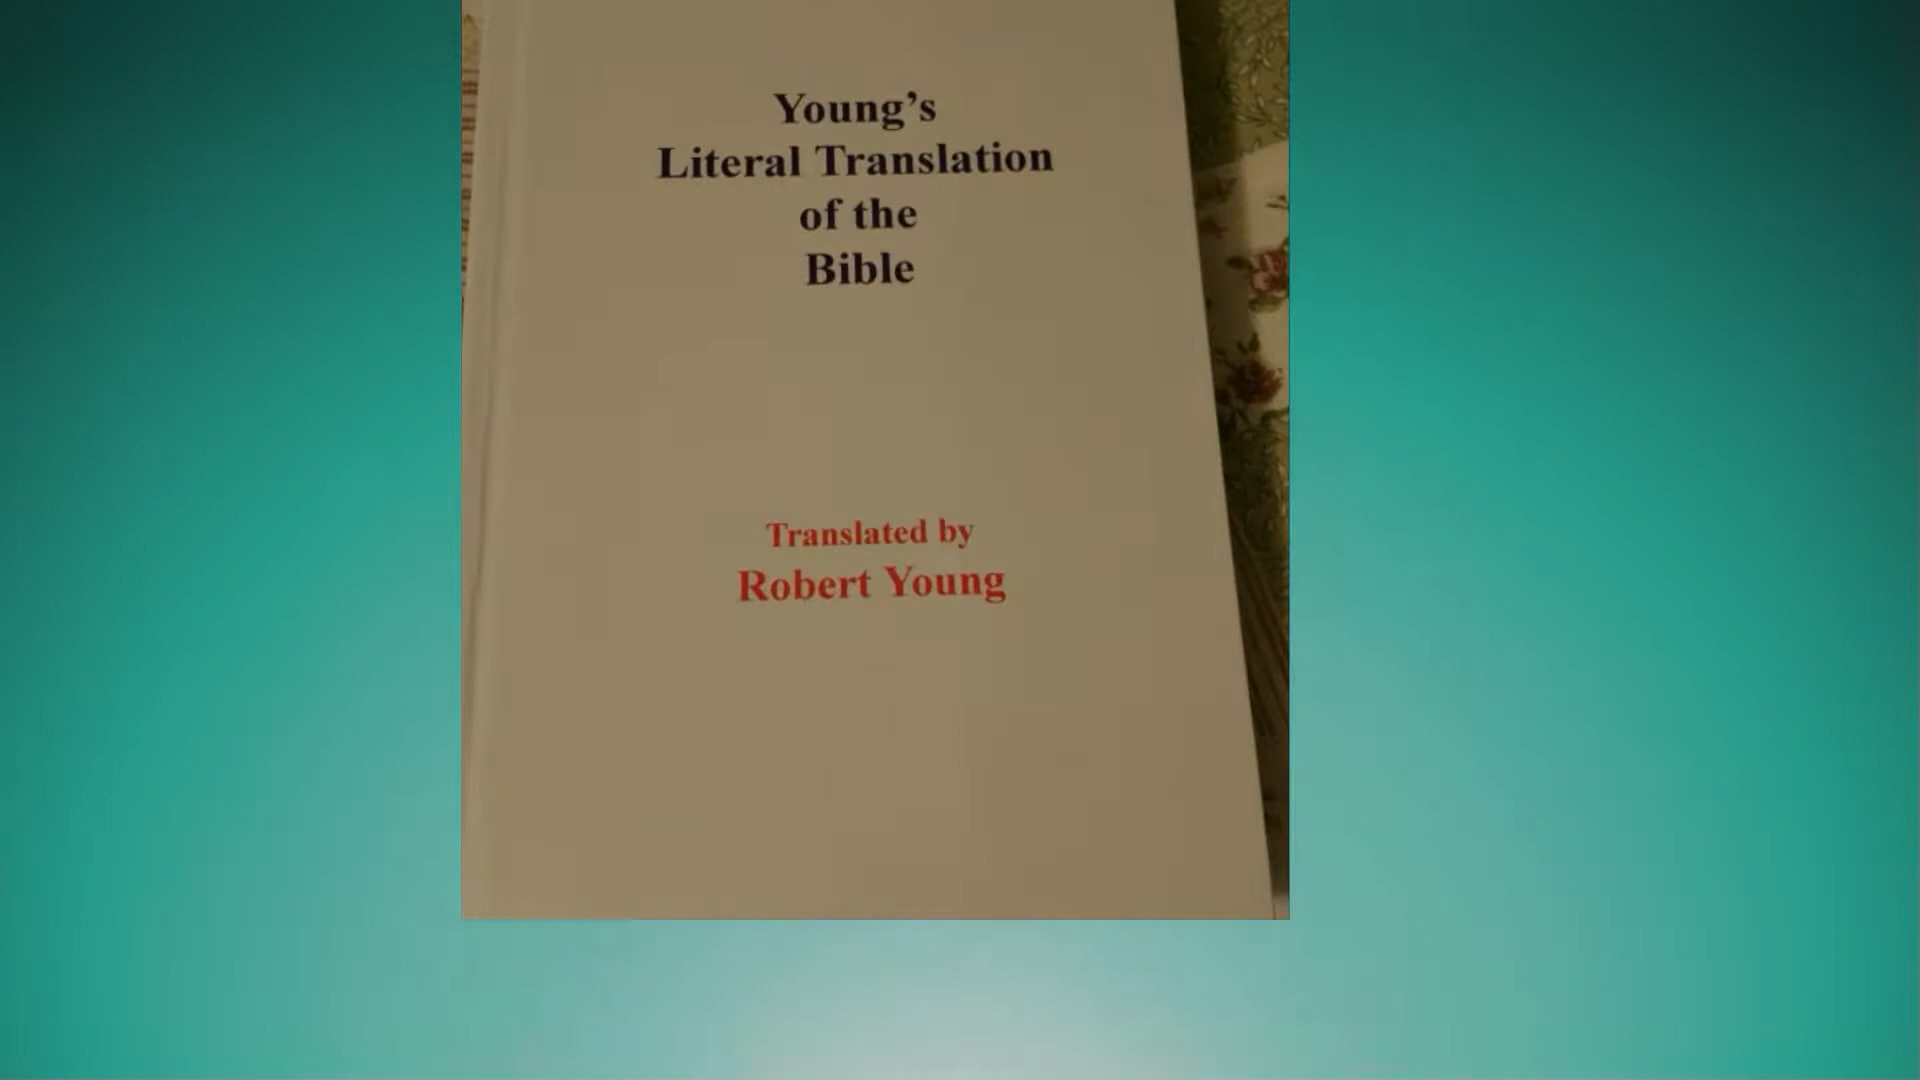 Young’s
Literal Translation
of the
Bible
Translated by
Robert Young